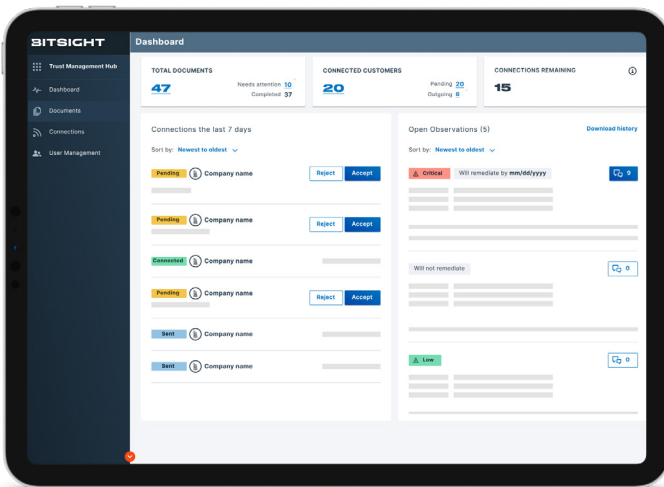 BITSIGHT
Dashboard
Trust Management Hub
Dashboard
Documents
Connections
User Management
TOTAL DOCUMENTS
47
Needs attention 10
Completed 37
CONNECTED CUSTOMERS
20
Pending 20
Outgoing 8
CONNECTIONS REMAINING
15
Connections the last 7 days
Sort by: Newest to oldest
Pending Company name Reject Accept
Pending Company name Reject Accept
Connected Company name
Pending Company name Reject Accept
Sent Company name
Sent Company name
Open Observations (5) Download history
Sort by: Newest to oldest
Critical Will remediate by mm/dd/yyyy 9
Will not remediate 0
Low 0